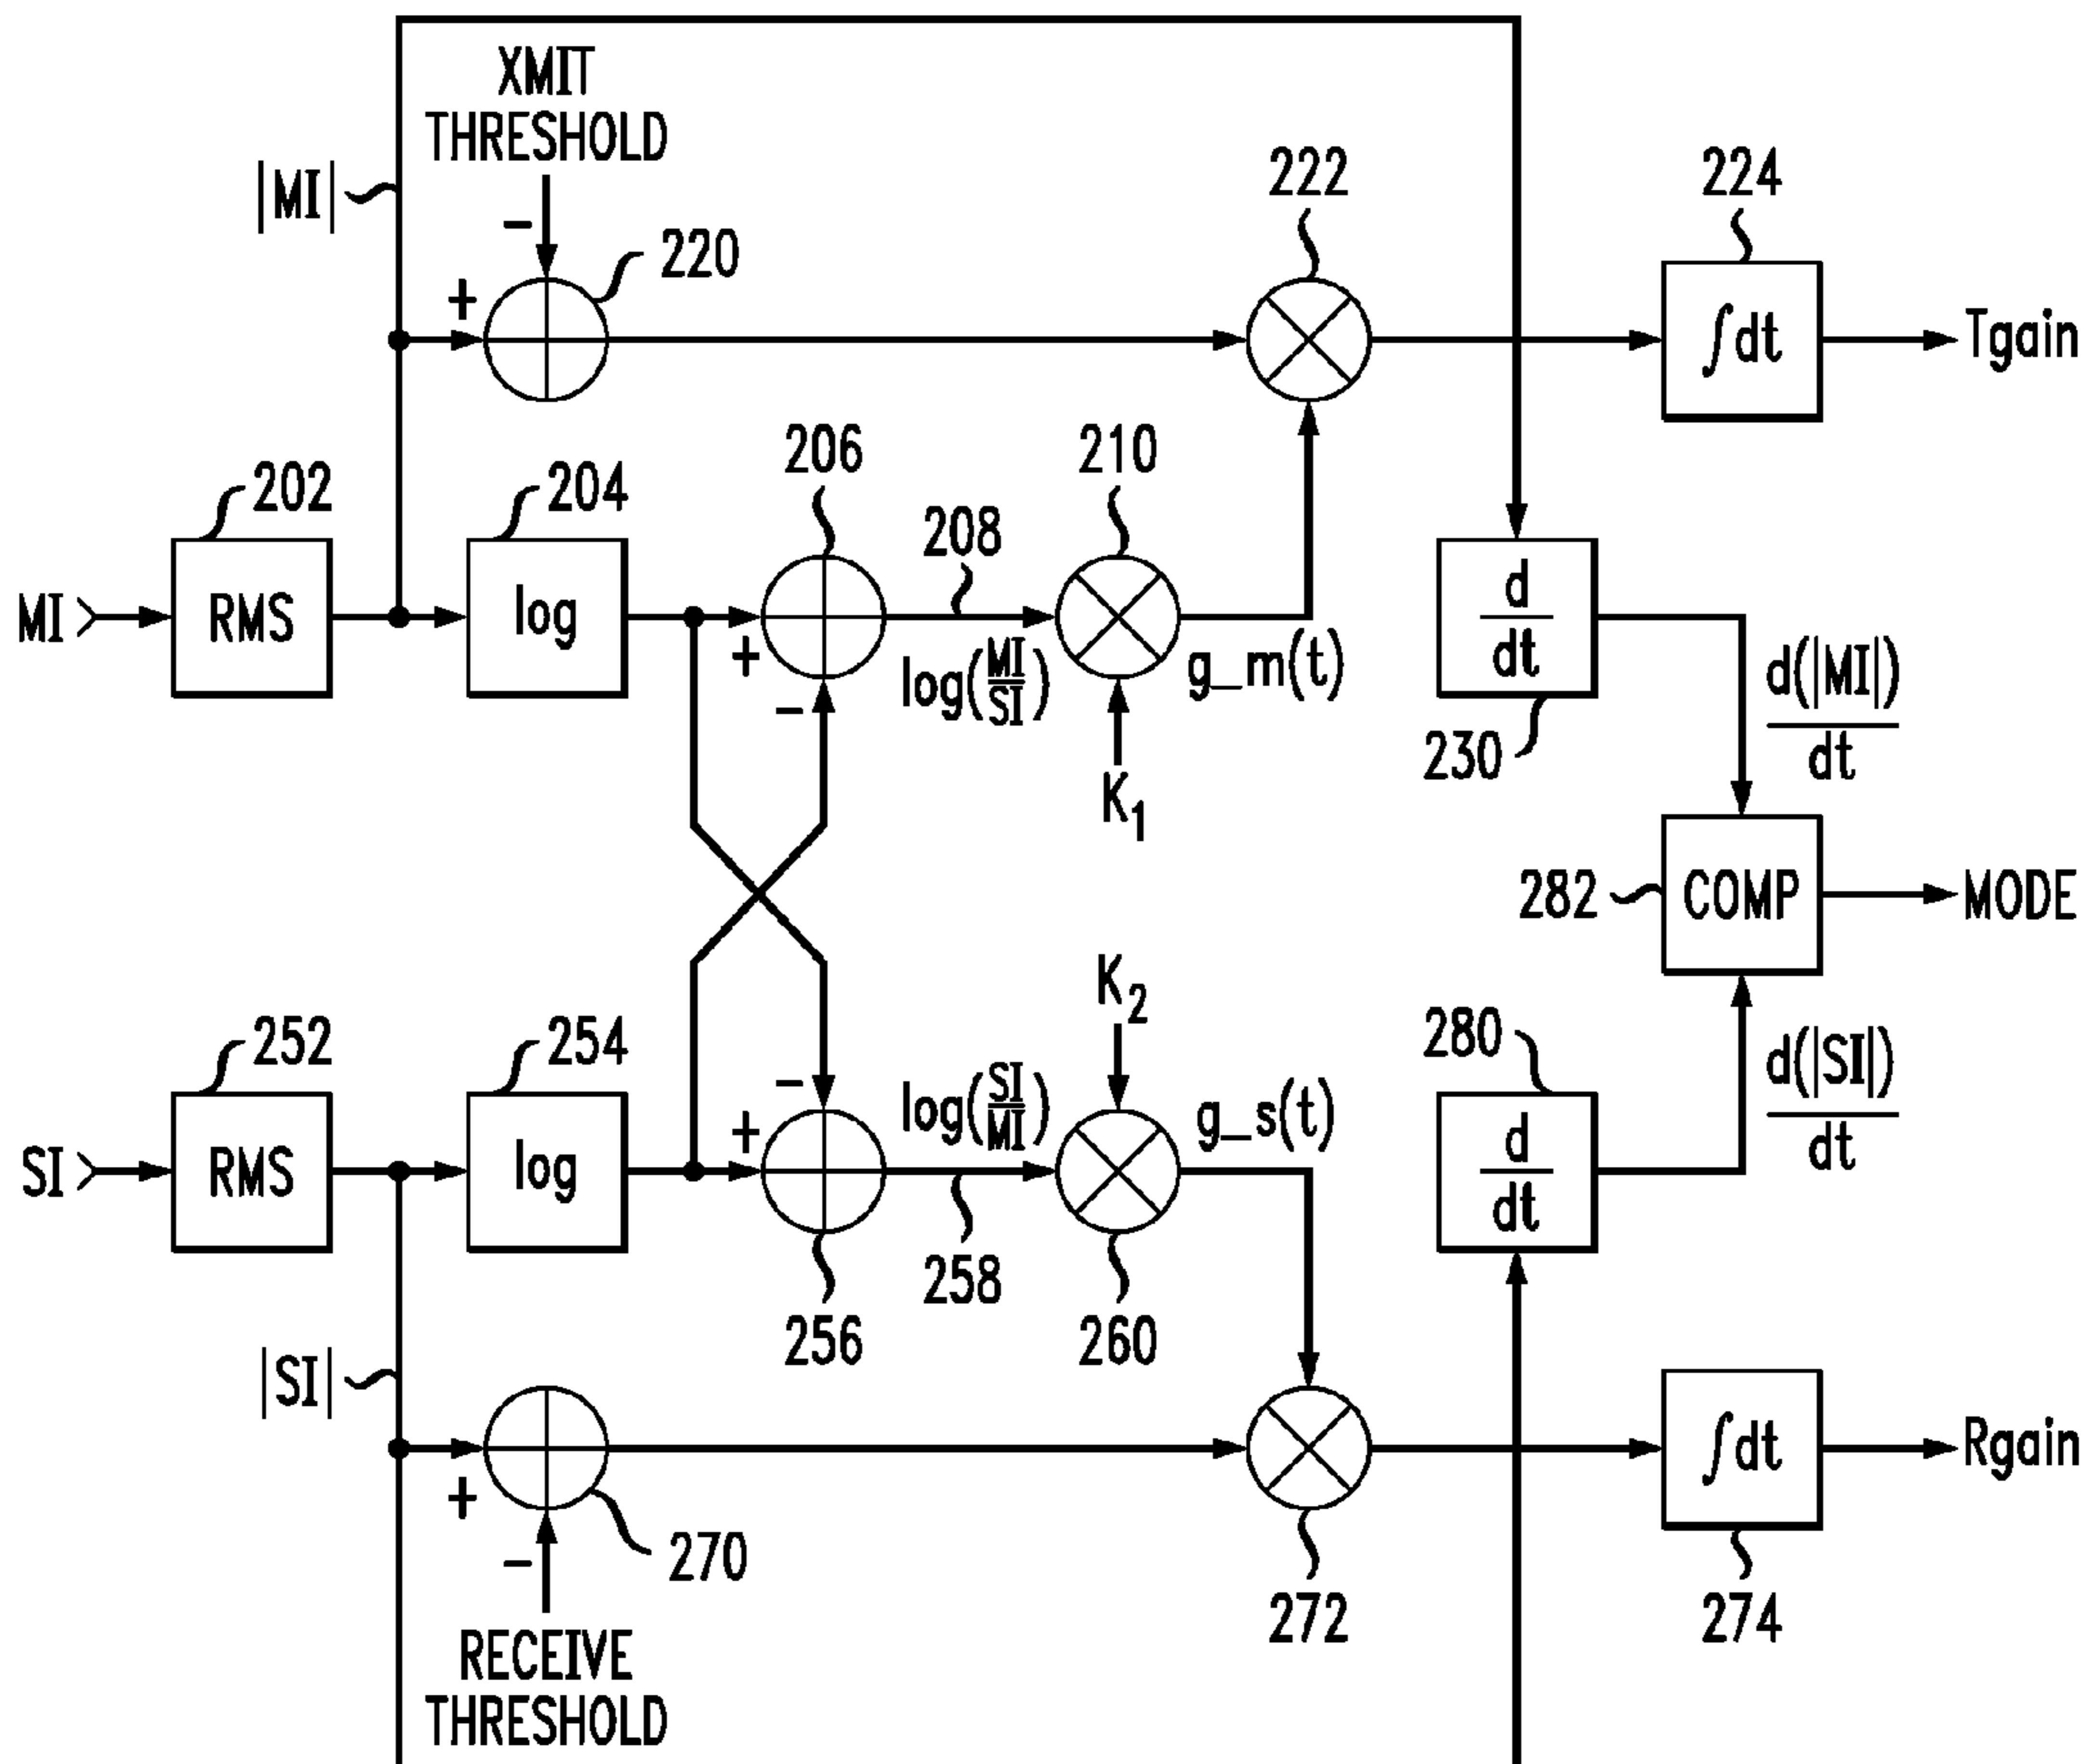 XMIT
THRESHOLD
|MI|
−
+
220
222
224
∫dt
Tgain
202
204
206
208
210
MI
RMS
log
+
−
log(MI/SI)
g_m(t)
K1
d
dt
230
d(|MI|)
dt
282
COMP
MODE
252
254
SI
RMS
log
−
+
log(SI/MI)
K2
g_s(t)
280
d
dt
d(|SI|)
dt
256
258
260
|SI|
+
−
270
272
274
∫dt
Rgain
RECEIVE
THRESHOLD